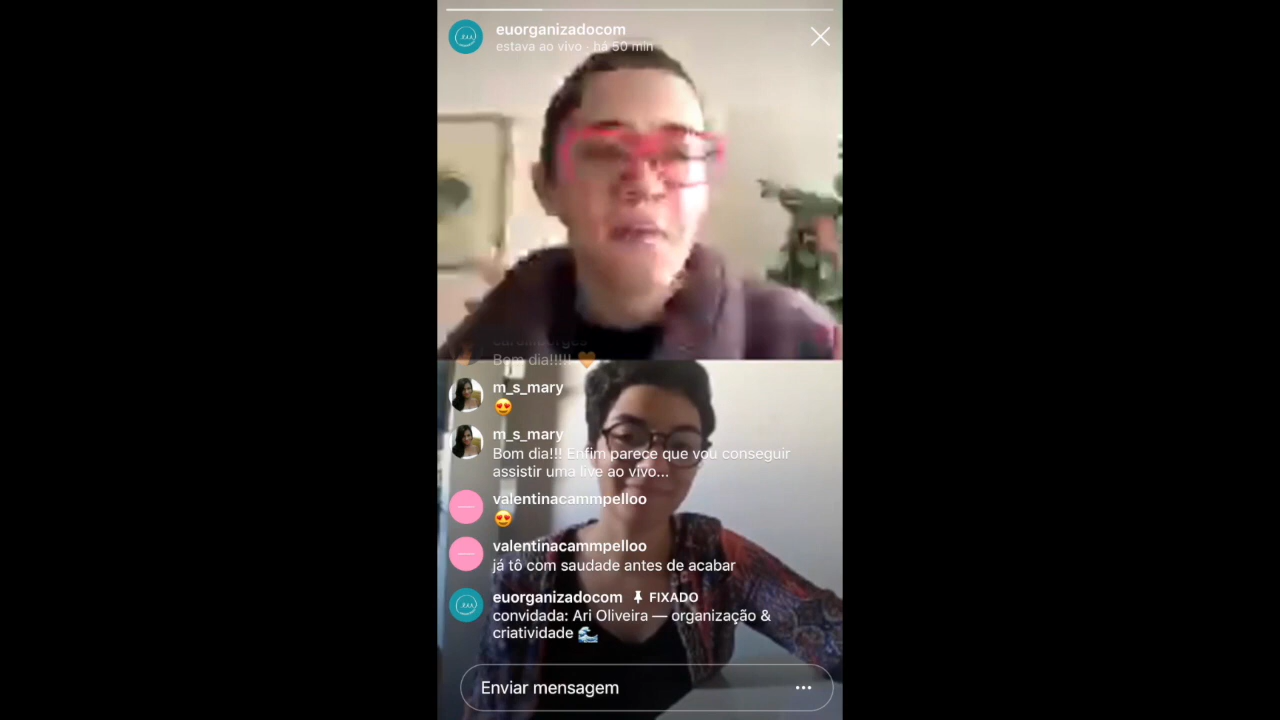 euorganizadocom
estava ao vivo · há 50 min
Bom dia!!!!! 🧡
m_s_mary
😍
m_s_mary
Bom dia!!! Enfim parece que vou conseguir
assistir uma live ao vivo...
valentinacammpelloo
😍
valentinacammpelloo
já tô com saudade antes de acabar
euorganizadocom FIXADO
convidada: Ari Oliveira — organização &
criatividade 🌊
Enviar mensagem